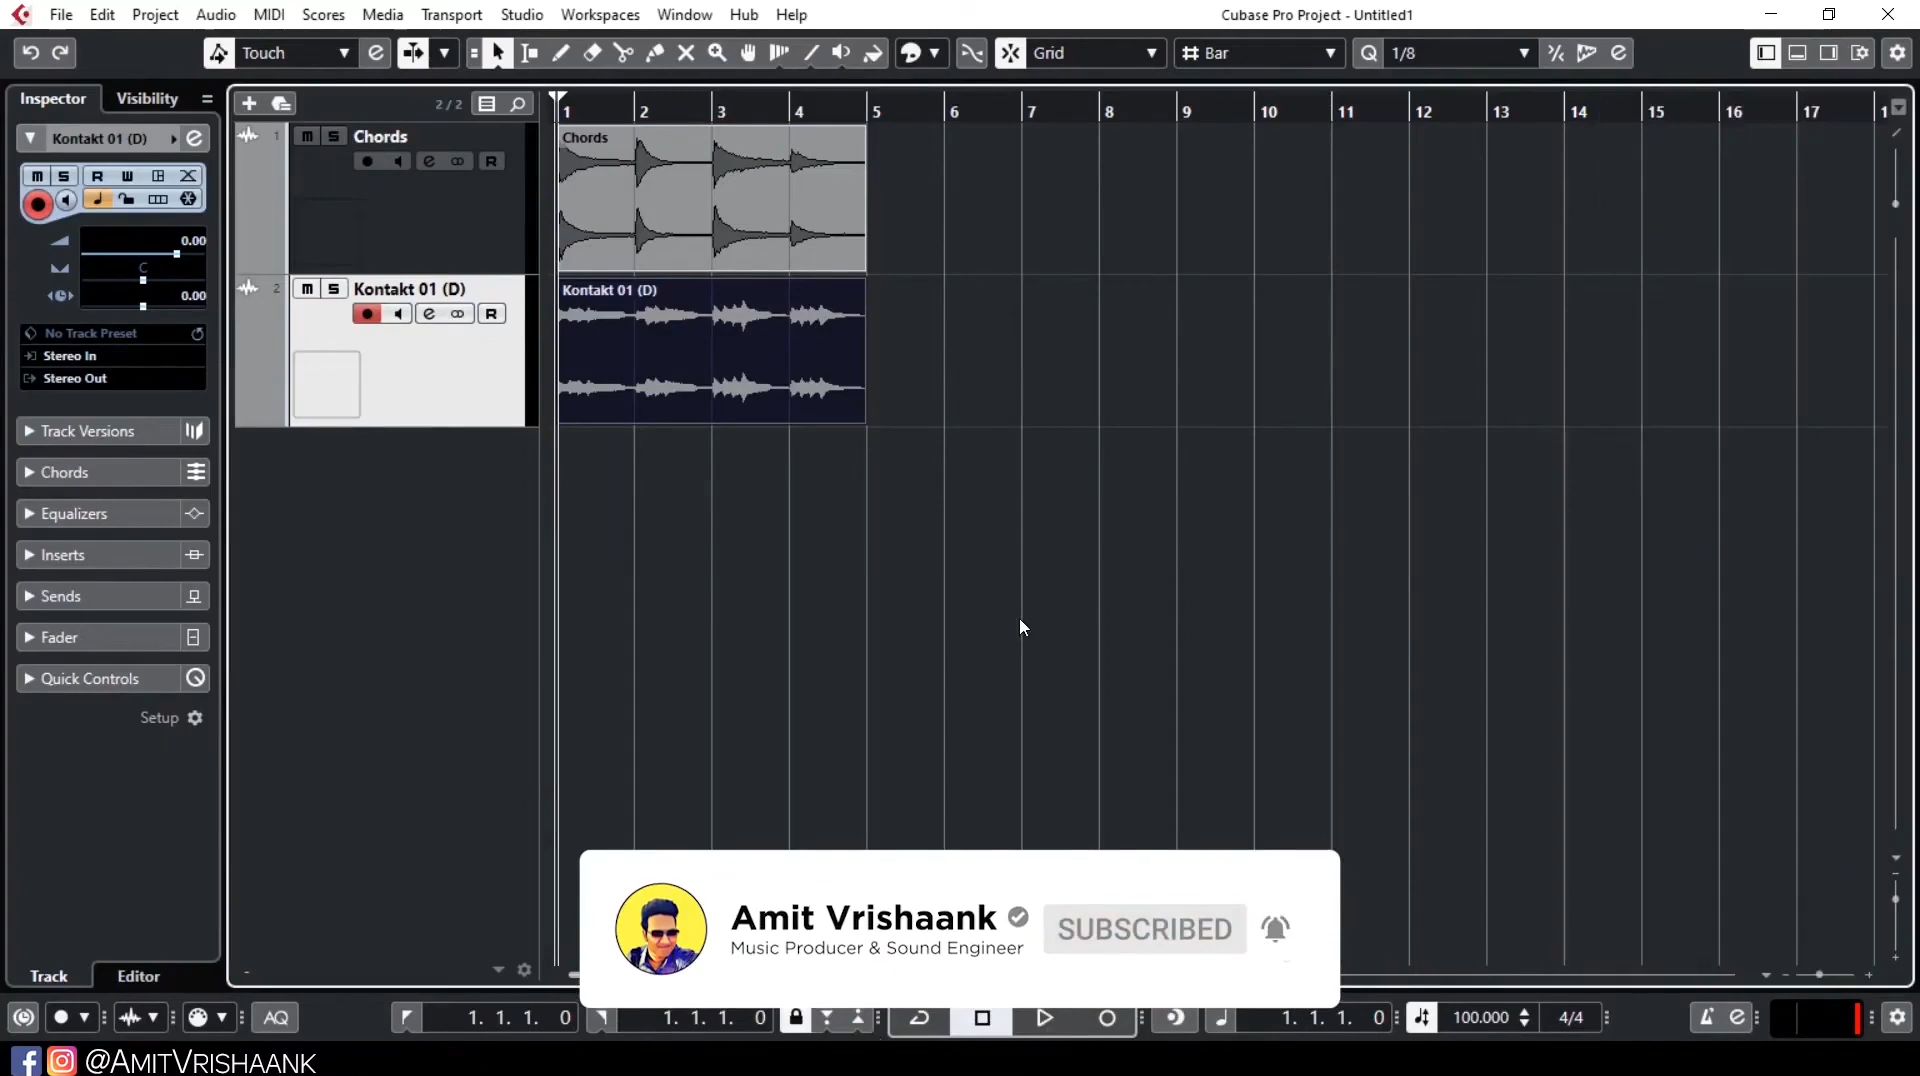 File Edit Project Audio MIDI Scores Media Transport Studio Workspaces Window Hub Help
Cubase Pro Project - Untitled1
Touch
Grid
Bar
Q 1/8
Inspector Visibility
2 / 2
1 2 3 4 5 6 7 8 9 10 11 12 13 14 15 16 17 1
Kontakt 01 (D)
m S R W
0.00
C
0.00
No Track Preset
Stereo In
Stereo Out
Track Versions
Chords
Equalizers
Inserts
Sends
Fader
Quick Controls
Setup
1 m S Chords
e R
2 m S Kontakt 01 (D)
e R
Chords
Kontakt 01 (D)
Amit Vrishaank
Music Producer & Sound Engineer
SUBSCRIBED
Track Editor
AQ
1. 1. 1. 0
1. 1. 1. 0
1. 1. 1. 0
100.000
4/4
@AmitVrishaank